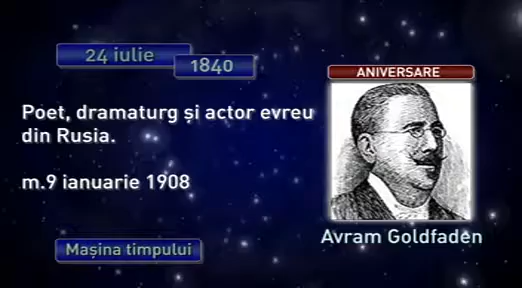 24 iulie
1840
ANIVERSARE
Poet, dramaturg și actor evreu
din Rusia.
m.9 ianuarie 1908
Avram Goldfaden
Mașina timpului